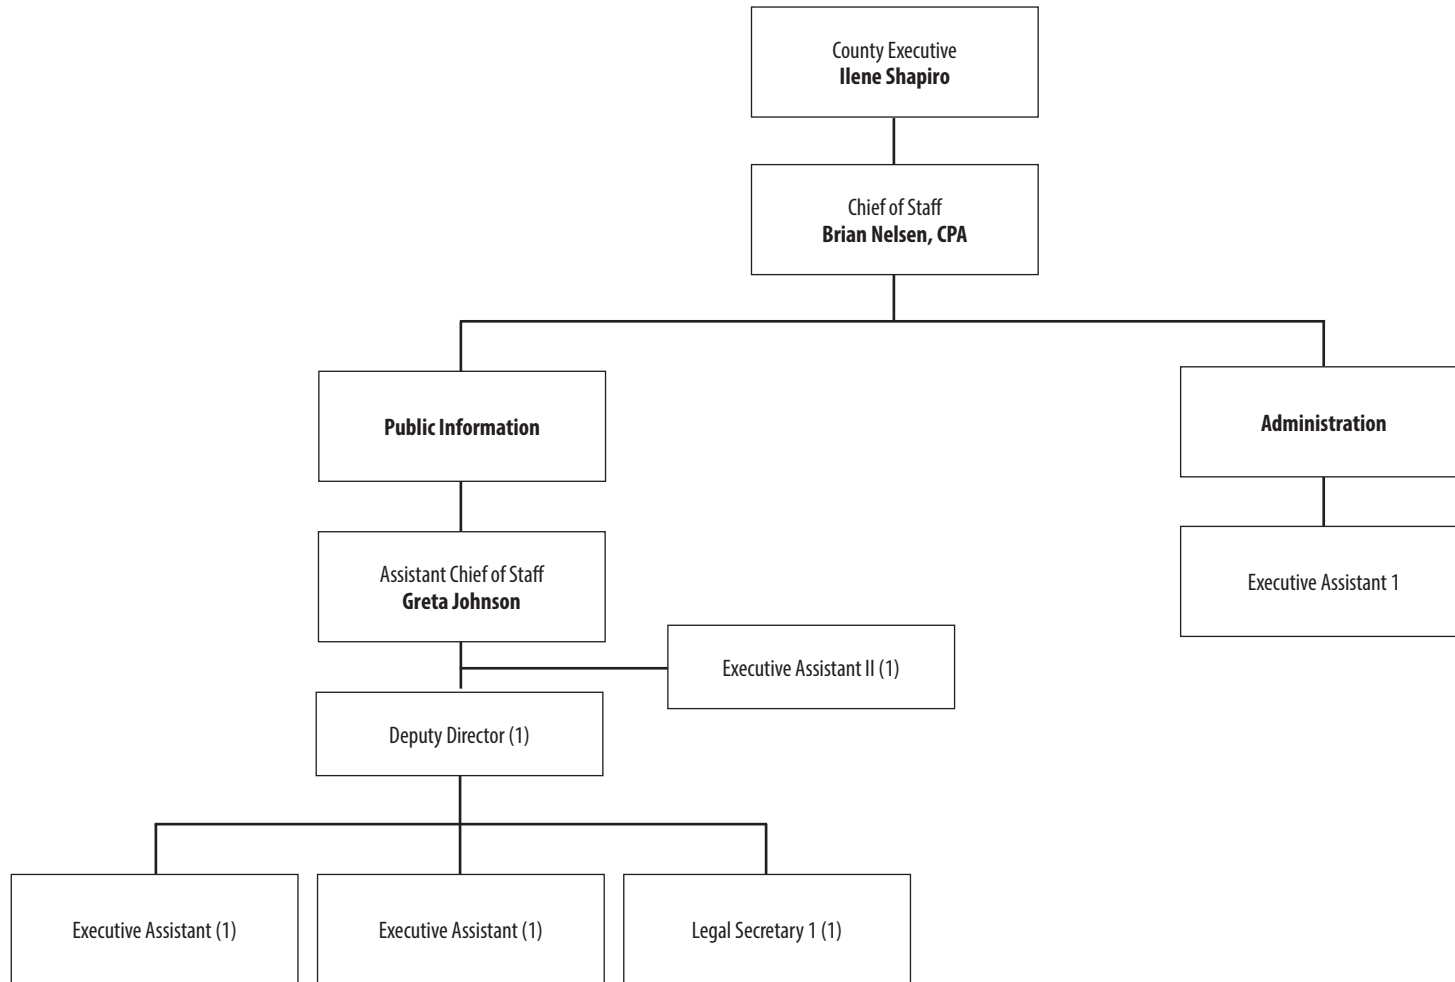 County Executive
Ilene Shapiro
Chief of Staff
Brian Nelsen, CPA
Public Information
Administration
Assistant Chief of Staff
Greta Johnson
Executive Assistant 1
Executive Assistant II (1)
Deputy Director (1)
Executive Assistant (1)
Executive Assistant (1)
Legal Secretary 1 (1)